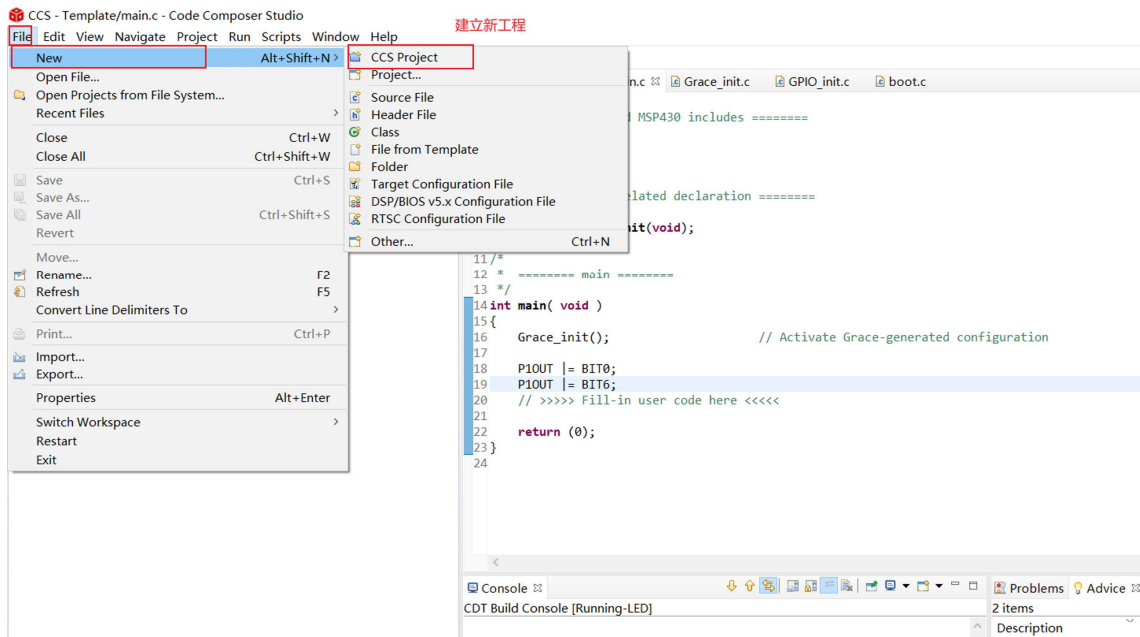 CCS - Template/main.c - Code Composer Studio
File Edit View Navigate Project Run Scripts Window Help
建立新工程
New Alt+Shift+N
Open File...
Open Projects from File System...
Recent Files
Close Ctrl+W
Close All Ctrl+Shift+W
Save Ctrl+S
Save As...
Save All Ctrl+Shift+S
Revert
Move...
Rename... F2
Refresh F5
Convert Line Delimiters To
Print... Ctrl+P
Import...
Export...
Properties Alt+Enter
Switch Workspace
Restart
Exit
CCS Project
Project...
Source File
Header File
Class
File from Template
Folder
Target Configuration File
DSP/BIOS v5.x Configuration File
RTSC Configuration File
Other... Ctrl+N
n.c Grace_init.c GPIO_init.c boot.c
MSP430 includes ========
lated declaration ========
nit(void);
11 /*
12 * ======== main ========
13 */
14 int main( void )
15 {
16 Grace_init(); // Activate Grace-generated configuration
17
18 P1OUT |= BIT0;
19 P1OUT |= BIT6;
20 // >>>>> Fill-in user code here <<<<<
21
22 return (0);
23 }
24
Console
CDT Build Console [Running-LED]
Problems Advice
2 items
Description